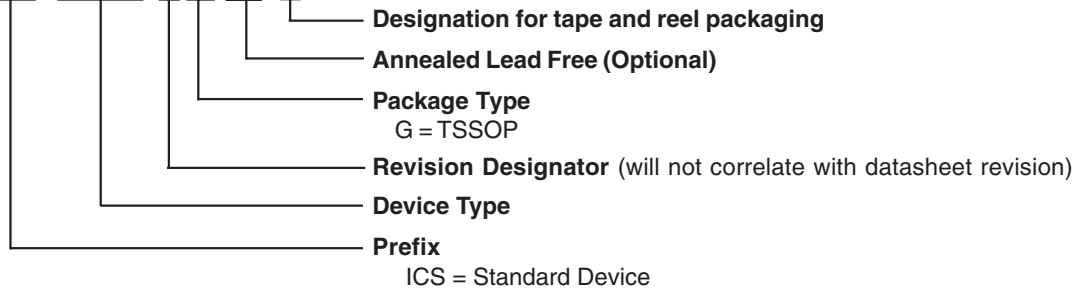 Designation for tape and reel packaging
Annealed Lead Free (Optional)
Package Type
G = TSSOP
Revision Designator (will not correlate with datasheet revision)
Device Type
Prefix
ICS = Standard Device